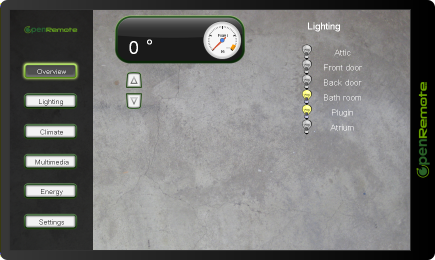 OpenRemote
Overview
Lighting
Climate
Multimedia
Energy
Settings
0 °
Lighting
Attic
Front door
Back door
Bath room
Plugin
Atrium
OpenRemote